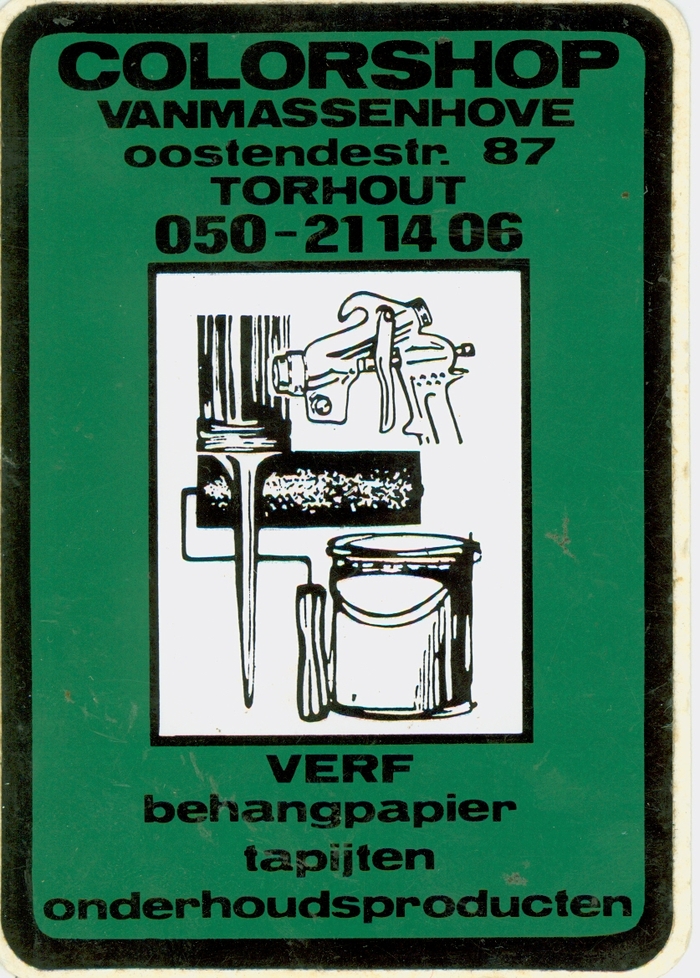 COLORSHOP
VANMASSENHOVE
oostendestr. 87
TORHOUT
050-21 14 06
VERF
behangpapier
tapijten
onderhoudsproducten